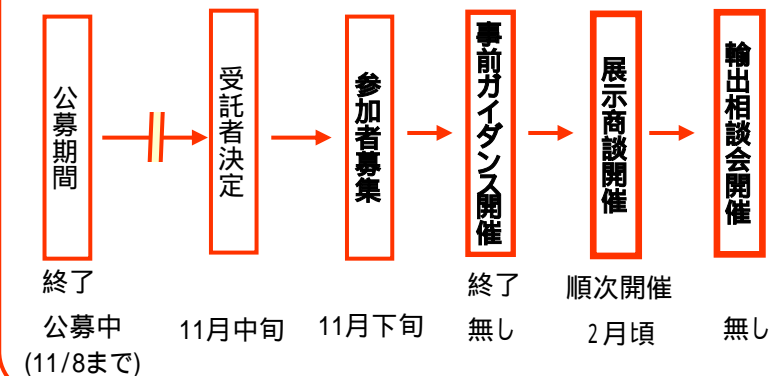 公募期間
受託者決定
参加者募集
事前ガイダンス開催
展示商談開催
輸出相談会開催
終了
終了
順次開催
公募中
(11/8まで)
11月中旬
11月下旬
無し
2月頃
無し